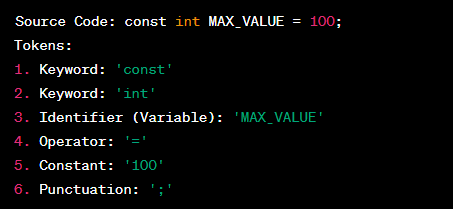 Source Code: const int MAX_VALUE = 100;
Tokens:
1. Keyword: 'const'
2. Keyword: 'int'
3. Identifier (Variable): 'MAX_VALUE'
4. Operator: '='
5. Constant: '100'
6. Punctuation: ';'